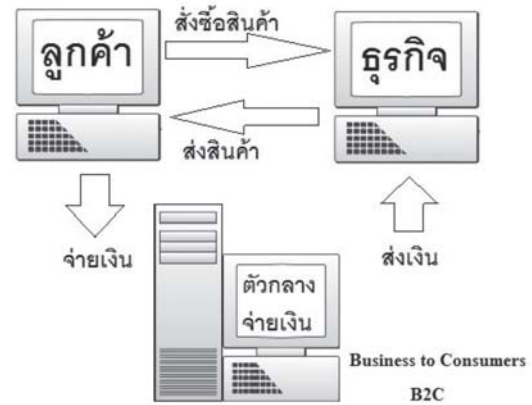 สั่งซื้อสินค้า
ลูกค้า
ธุรกิจ
ส่งสินค้า
จ่ายเงิน
ส่งเงิน
ตัวกลาง
จ่ายเงิน
Business to Consumers
B2C